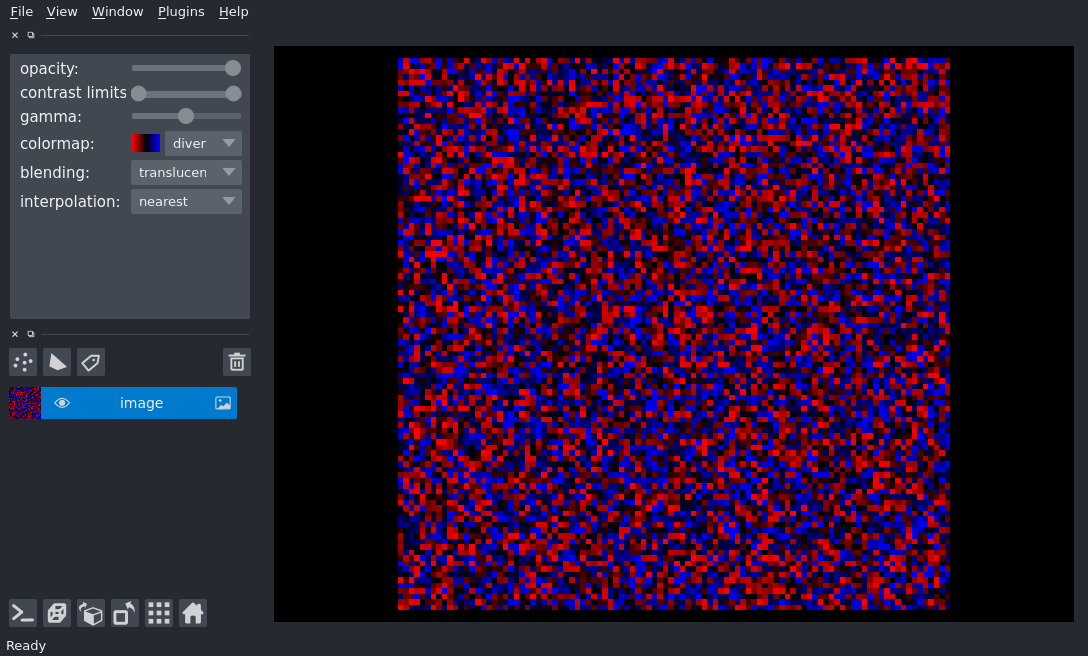 File View Window Plugins Help
opacity:
contrast limits
gamma:
colormap: diver
blending: translucen
interpolation: nearest
image
Ready